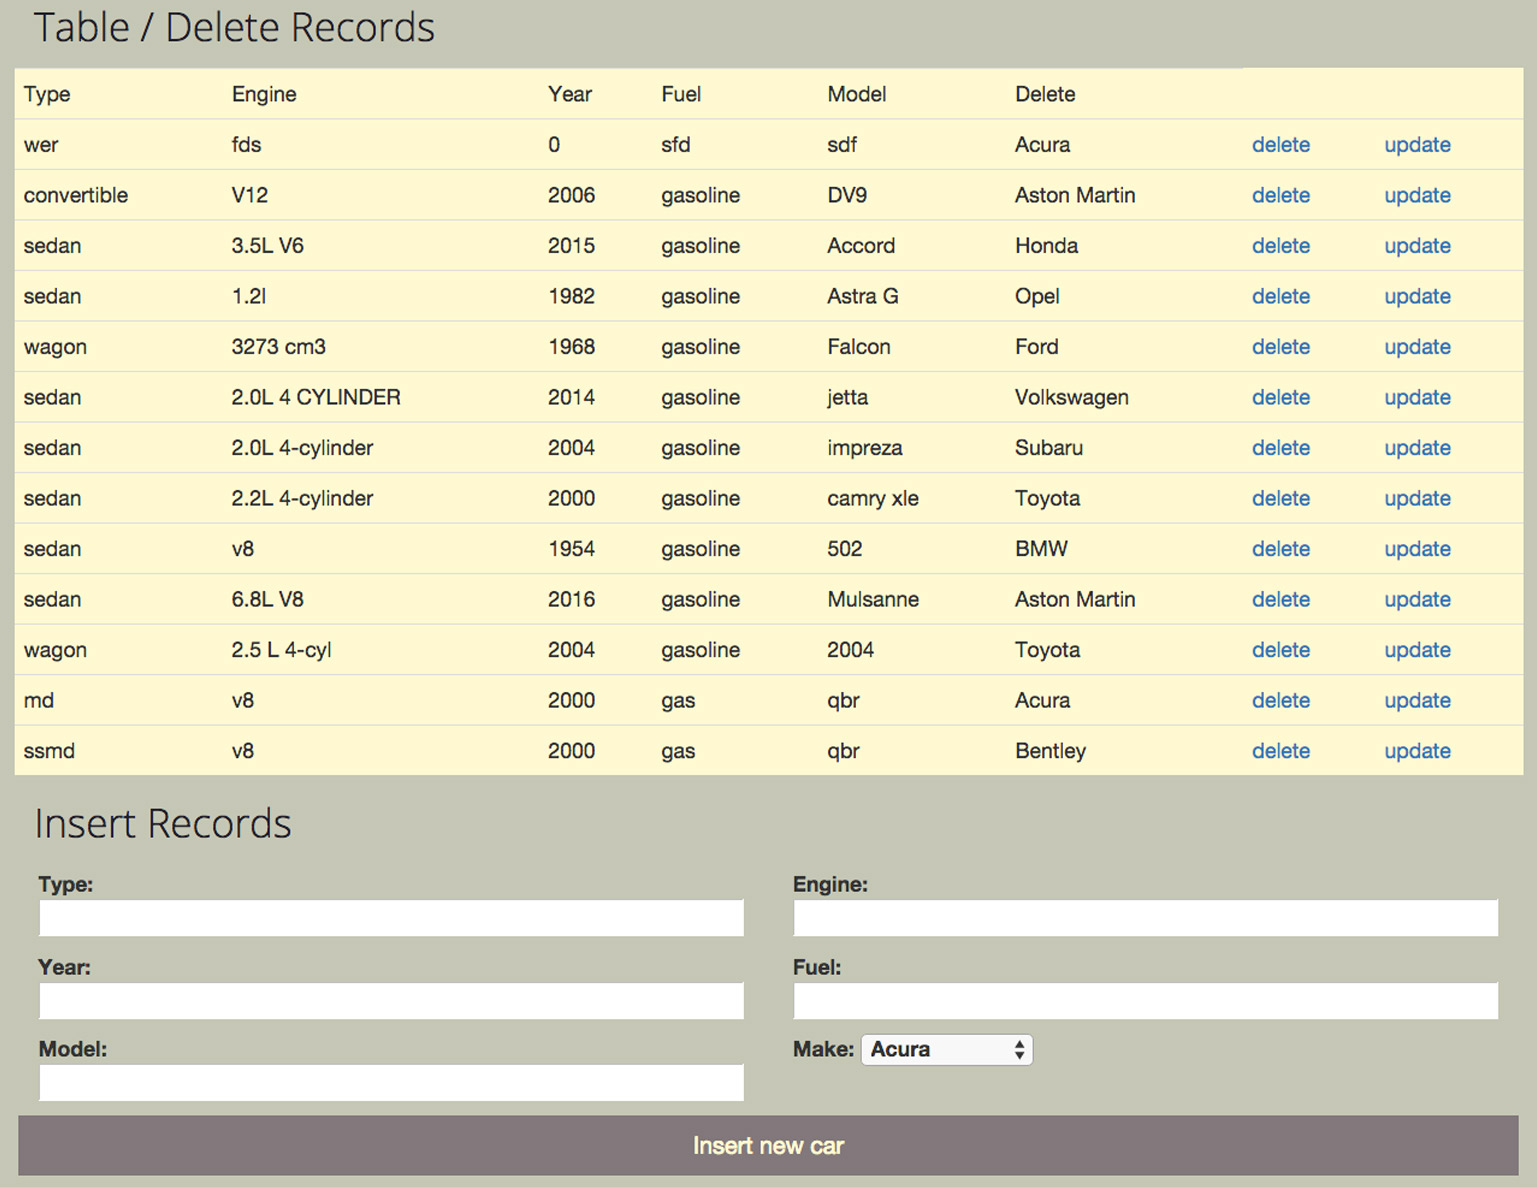 Table / Delete Records
Type Engine Year Fuel Model Delete
wer fds 0 sfd sdf Acura delete update
convertible V12 2006 gasoline DV9 Aston Martin delete update
sedan 3.5L V6 2015 gasoline Accord Honda delete update
sedan 1.2l 1982 gasoline Astra G Opel delete update
wagon 3273 cm3 1968 gasoline Falcon Ford delete update
sedan 2.0L 4 CYLINDER 2014 gasoline jetta Volkswagen delete update
sedan 2.0L 4-cylinder 2004 gasoline impreza Subaru delete update
sedan 2.2L 4-cylinder 2000 gasoline camry xle Toyota delete update
sedan v8 1954 gasoline 502 BMW delete update
sedan 6.8L V8 2016 gasoline Mulsanne Aston Martin delete update
wagon 2.5 L 4-cyl 2004 gasoline 2004 Toyota delete update
md v8 2000 gas qbr Acura delete update
ssmd v8 2000 gas qbr Bentley delete update
Insert Records
Type: Engine:
Year: Fuel:
Model: Make: Acura
Insert new car